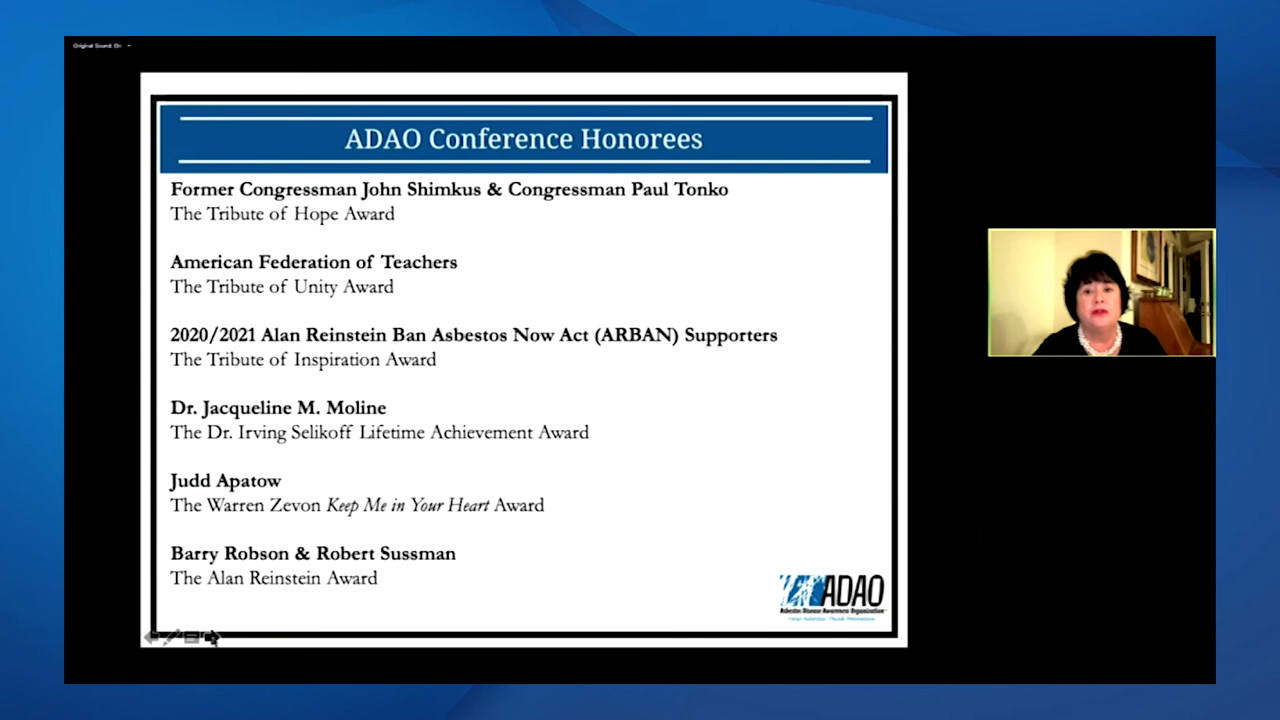 Original Sound: On
ADAO Conference Honorees
Former Congressman John Shimkus & Congressman Paul Tonko
The Tribute of Hope Award
American Federation of Teachers
The Tribute of Unity Award
2020/2021 Alan Reinstein Ban Asbestos Now Act (ARBAN) Supporters
The Tribute of Inspiration Award
Dr. Jacqueline M. Moline
The Dr. Irving Selikoff Lifetime Achievement Award
Judd Apatow
The Warren Zevon Keep Me in Your Heart Award
Barry Robson & Robert Sussman
The Alan Reinstein Award
ADAO
Asbestos Disease Awareness Organization